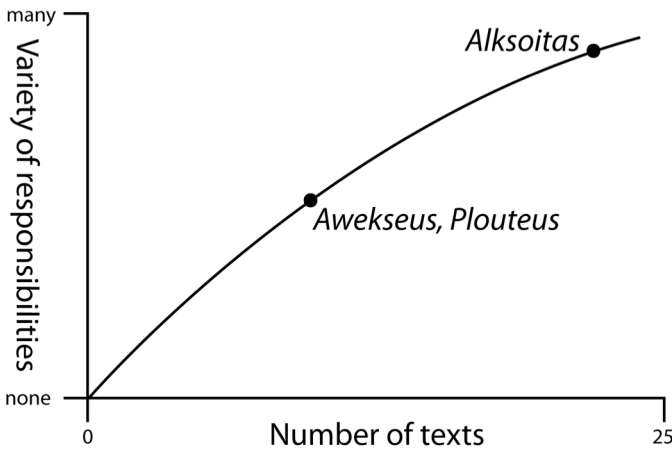 many
Variety of responsibilities
Alksoitas
Awekseus, Plouteus
none
0
Number of texts
25